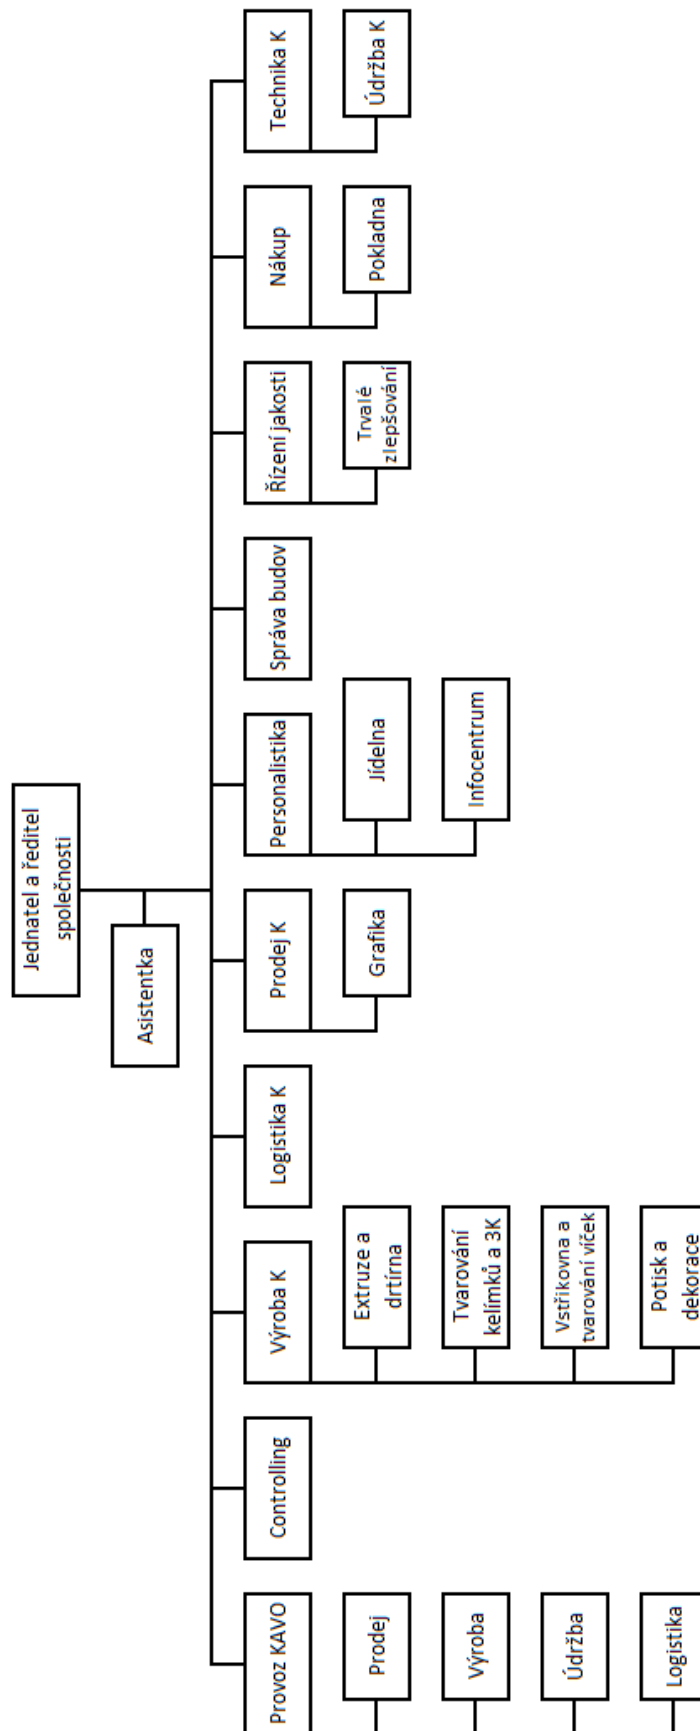 Jednatel a ředitel
společnosti
Asistentka
Provoz KAVO
Prodej
Výroba
Údržba
Logistika
Controlling
Výroba K
Extruze a
drtírna
Tvarování
kelímků a 3K
Vstřikovna a
tvarování víček
Potisk a
dekorace
Logistika K
Prodej K
Grafika
Personalistika
Jídelna
Infocentrum
Správa budov
Řízení jakosti
Trvalé
zlepšování
Nákup
Pokladna
Technika K
Údržba K